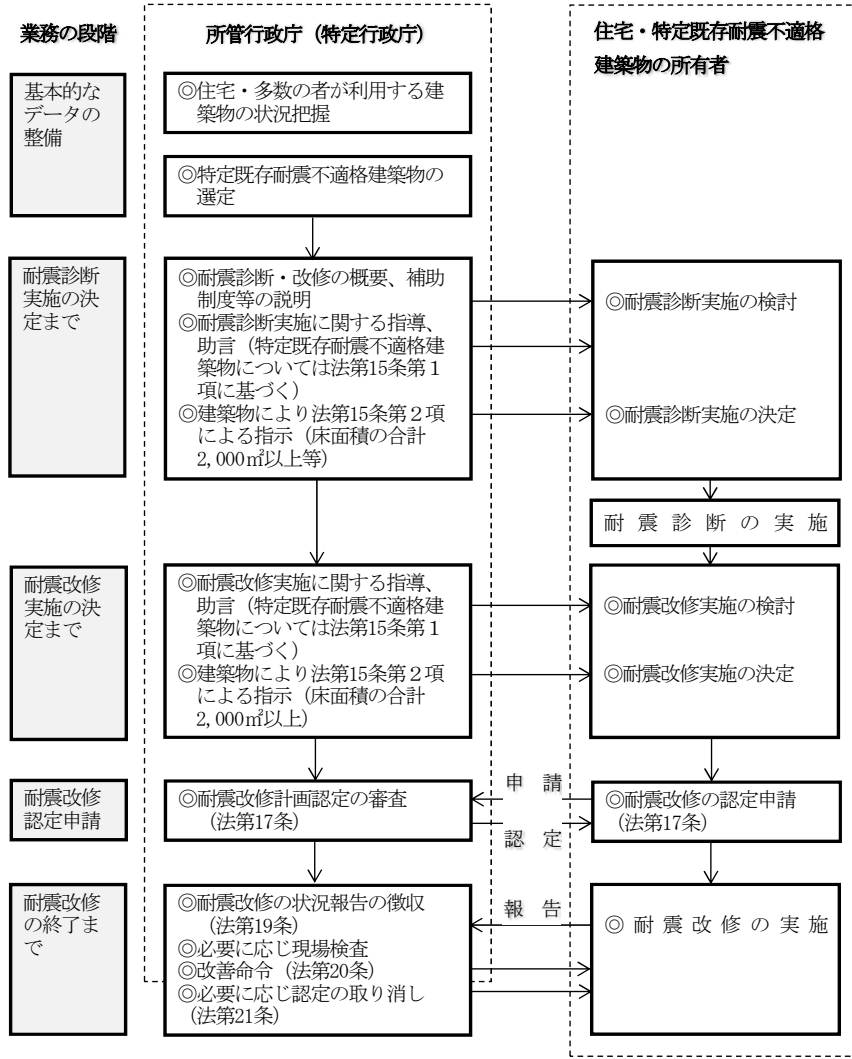 業務の段階
所管行政庁（特定行政庁）
住宅・特定既存耐震不適格
建築物の所有者
基本的な
データの
整備
◎住宅・多数の者が利用する建
築物の状況把握
◎特定既存耐震不適格建築物の
選定
耐震診断
実施の決
定まで
◎耐震診断・改修の概要、補助
制度等の説明
◎耐震診断実施に関する指導、
助言（特定既存耐震不適格建
築物については法第15条第１
項に基づく）
◎建築物により法第15条第２項
による指示（床面積の合計
2,000㎡以上等）
◎耐震診断実施の検討
◎耐震診断実施の決定
耐震診断の実施
耐震改修
実施の決
定まで
◎耐震改修実施に関する指導、
助言（特定既存耐震不適格建
築物については法第15条第１
項に基づく）
◎建築物により法第15条第２項
による指示（床面積の合計
2,000㎡以上）
◎耐震改修実施の検討
◎耐震改修実施の決定
耐震改修
認定申請
◎耐震改修計画認定の審査
（法第17条）
申請
認定
◎耐震改修の認定申請
（法第17条）
耐震改修
の終了ま
で
◎耐震改修の状況報告の徴収
（法第19条）
◎必要に応じ現場検査
◎改善命令（法第20条）
◎必要に応じ認定の取り消し
（法第21条）
報告
◎耐震改修の実施